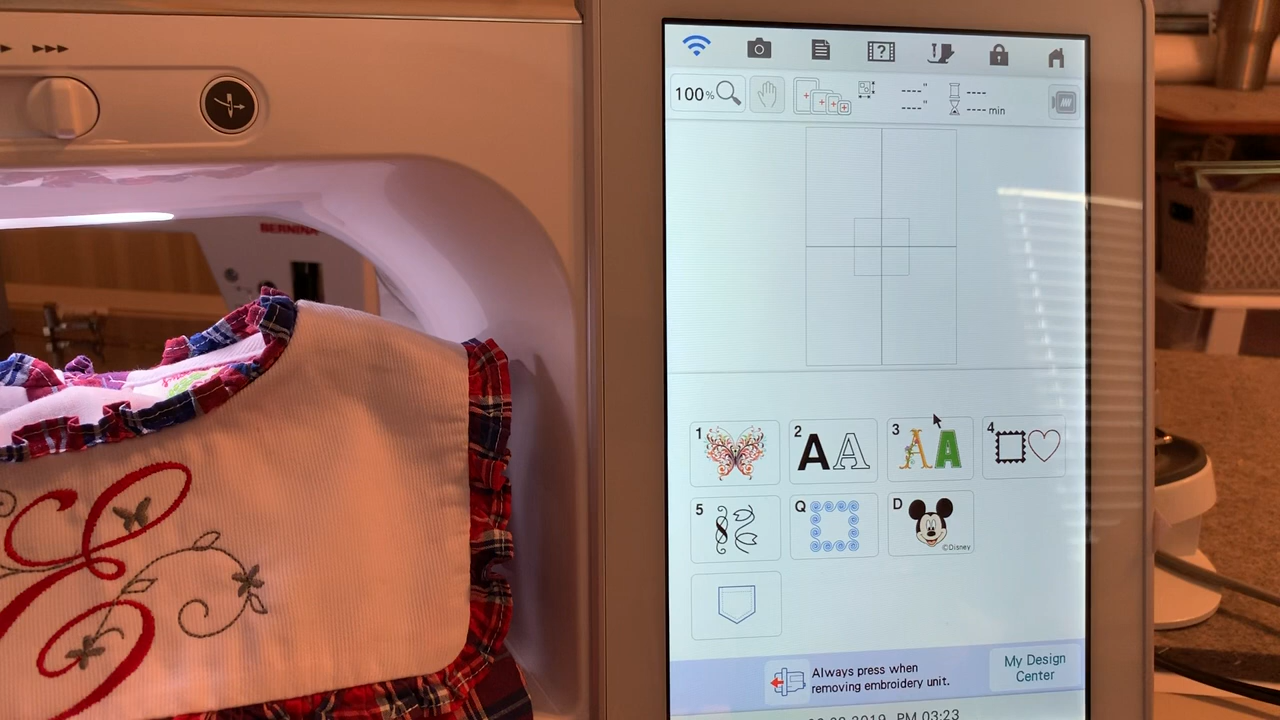 100%
----"
----"
----
---- min
BERNINA
1
2 A A
3 A A
4
5
Q
D
©Disney
E
Always press when
removing embroidery unit.
My Design
Center
2019 PM 03:23